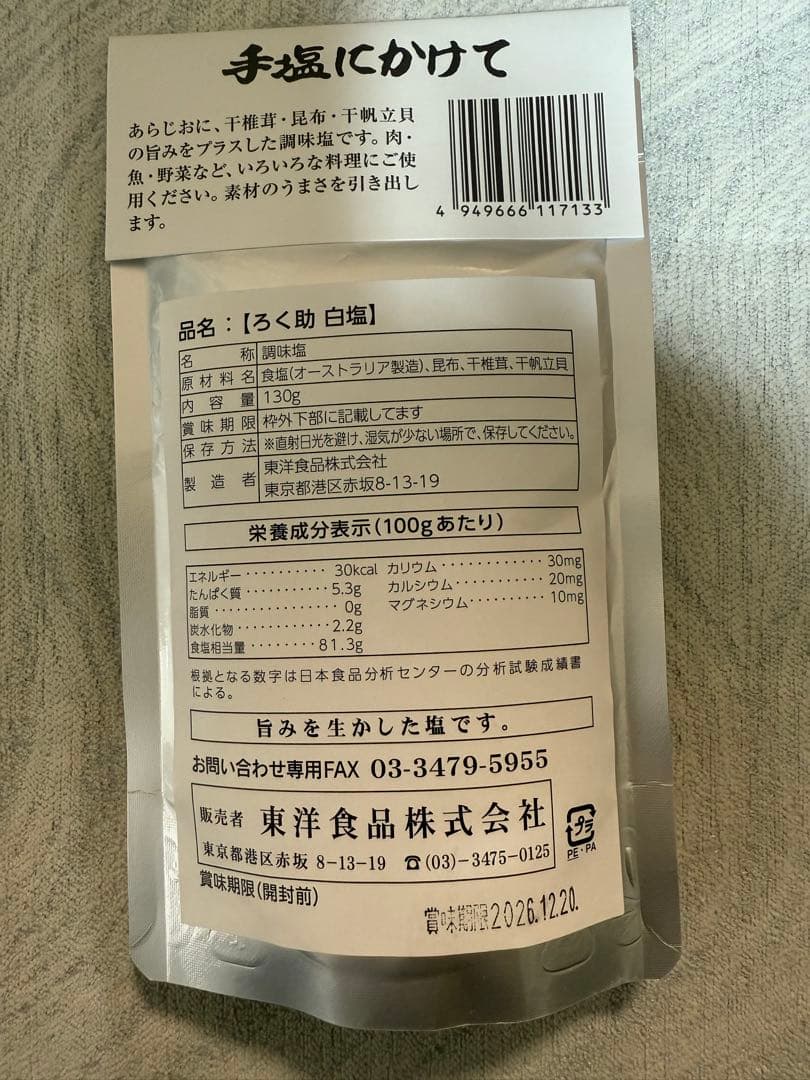 手塩にかけて
あらじおに、干椎茸・昆布・干帆立貝
の旨みをプラスした調味塩です。肉・
魚・野菜など、いろいろな料理にご使
用ください。素材のうまさを引き出し
ます。
4 949666 117133
品名：【ろく助 白塩】
名称 調味塩
原材料名 食塩(オーストラリア製造)、昆布、干椎茸、干帆立貝
内容量 130g
賞味期限 枠外下部に記載してます
保存方法 ※直射日光を避け、湿気が少ない場所で、保存してください。
製造者 東洋食品株式会社
東京都港区赤坂8-13-19
栄養成分表示(100gあたり)
エネルギー・・・・・・・・・・30kcal カリウム・・・・・・・・・・・・30mg
たんぱく質・・・・・・・・・・・5.3g カルシウム・・・・・・・・・・・20mg
脂質・・・・・・・・・・・・・・・・0g マグネシウム・・・・・・・・・・10mg
炭水化物・・・・・・・・・・・・2.2g
食塩相当量・・・・・・・・81.3g
根拠となる数字は日本食品分析センターの分析試験成績書
による。
旨みを生かした塩です。
お問い合わせ専用FAX 03-3479-5955
販売者 東洋食品株式会社
東京都港区赤坂 8-13-19 ☎(03)-3475-0125
プラ
PE・PA
賞味期限(開封前)
賞味期限2026.12.20.